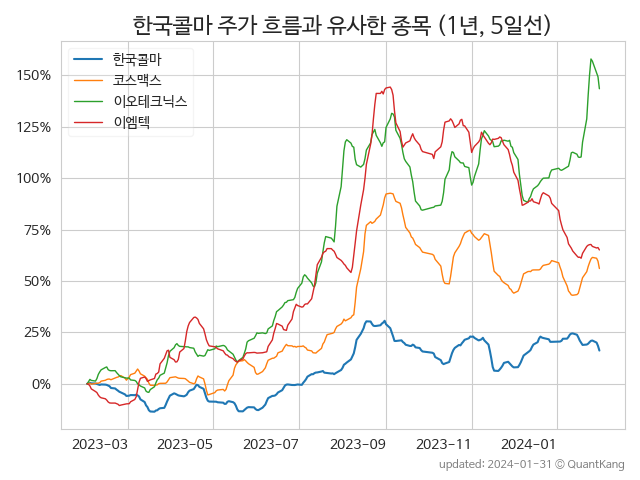 한국콜마 주가 흐름과 유사한 종목 (1년, 5일선)
한국콜마
코스맥스
이오테크닉스
이엠텍
150%
125%
100%
75%
50%
25%
0%
2023-03 2023-05 2023-07 2023-09 2023-11 2024-01
updated: 2024-01-31 © QuantKang